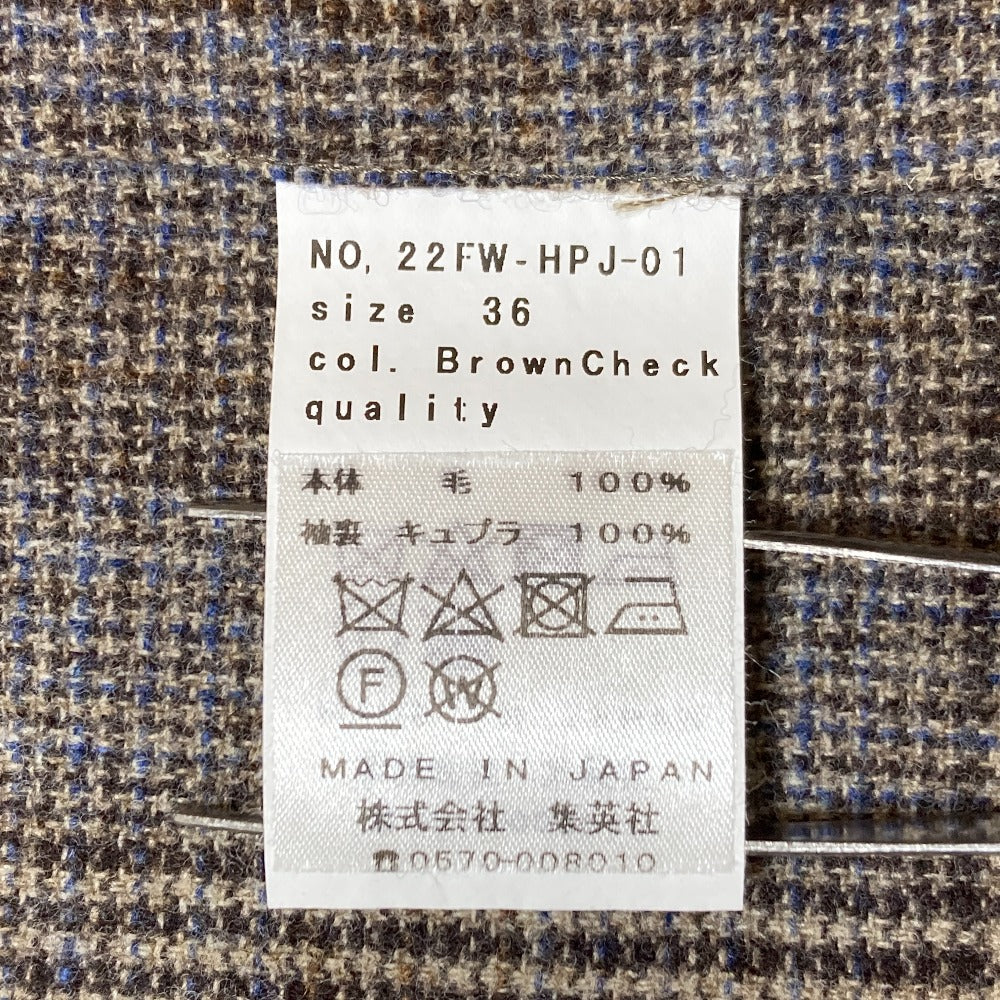 NO, 22FW-HPJ-01
size 36
col. BrownCheck
quality
本体 毛 100%
袖裏 キュプラ 100%
F
W
MADE IN JAPAN
株式会社 集英社
☎0570-008010